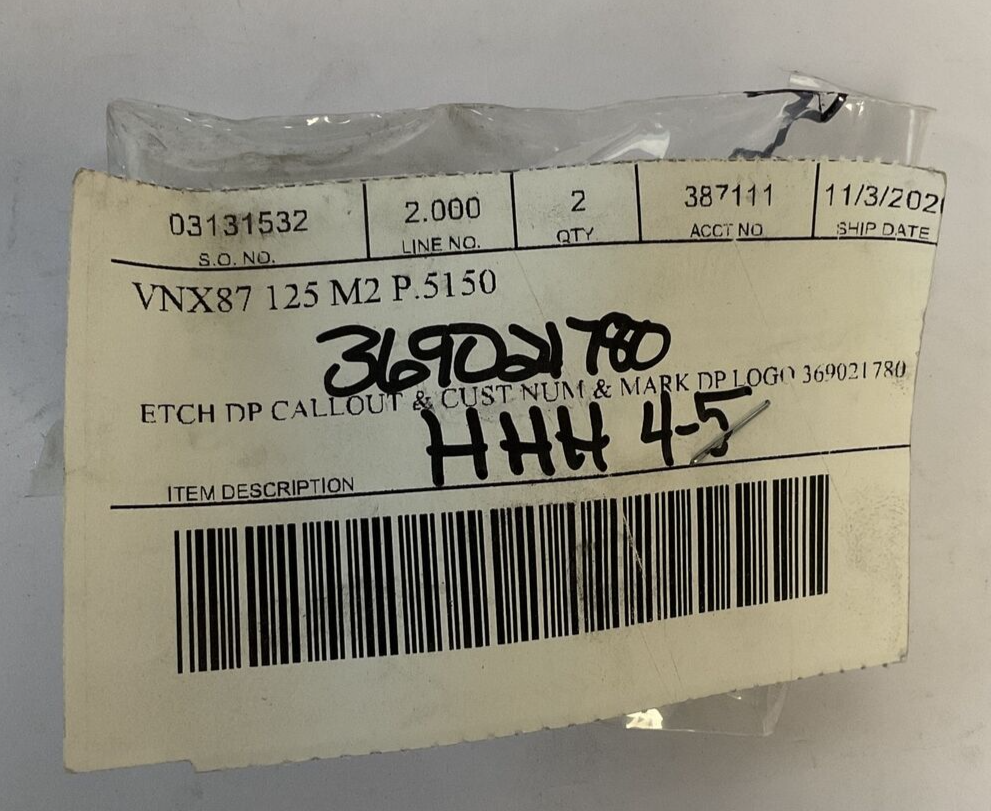 03131532 2.000 2 387111 11/3/202
S.O. NO. LINE NO. QTY ACCT NO. SHIP DATE
VNX87 125 M2 P.5150
369021780
ETCH DP CALLOUT & CUST NUM & MARK DP LOGO 369021780
HHH 4-5
ITEM DESCRIPTION